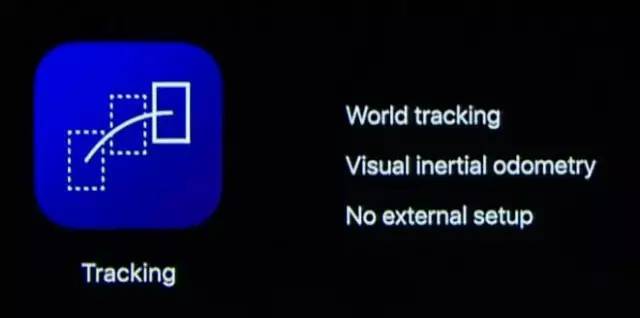 World tracking
Visual inertial odometry
No external setup
Tracking